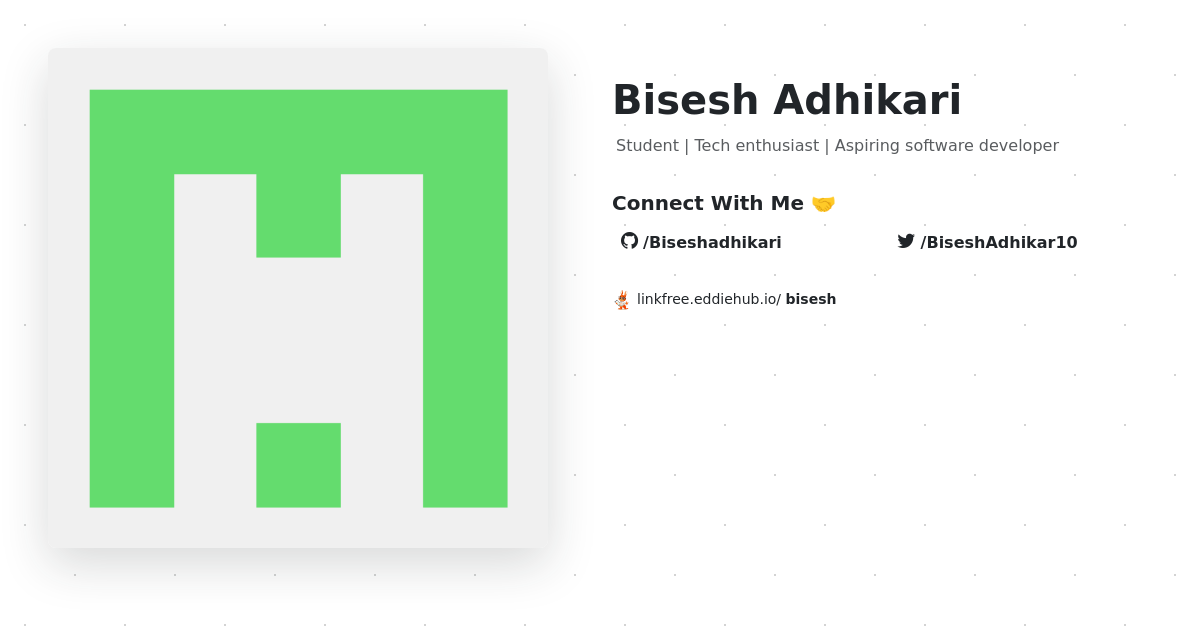 Bisesh Adhikari
Student | Tech enthusiast | Aspiring software developer
Connect With Me 🤝
/Biseshadhikari
/BiseshAdhikar10
linkfree.eddiehub.io/ bisesh